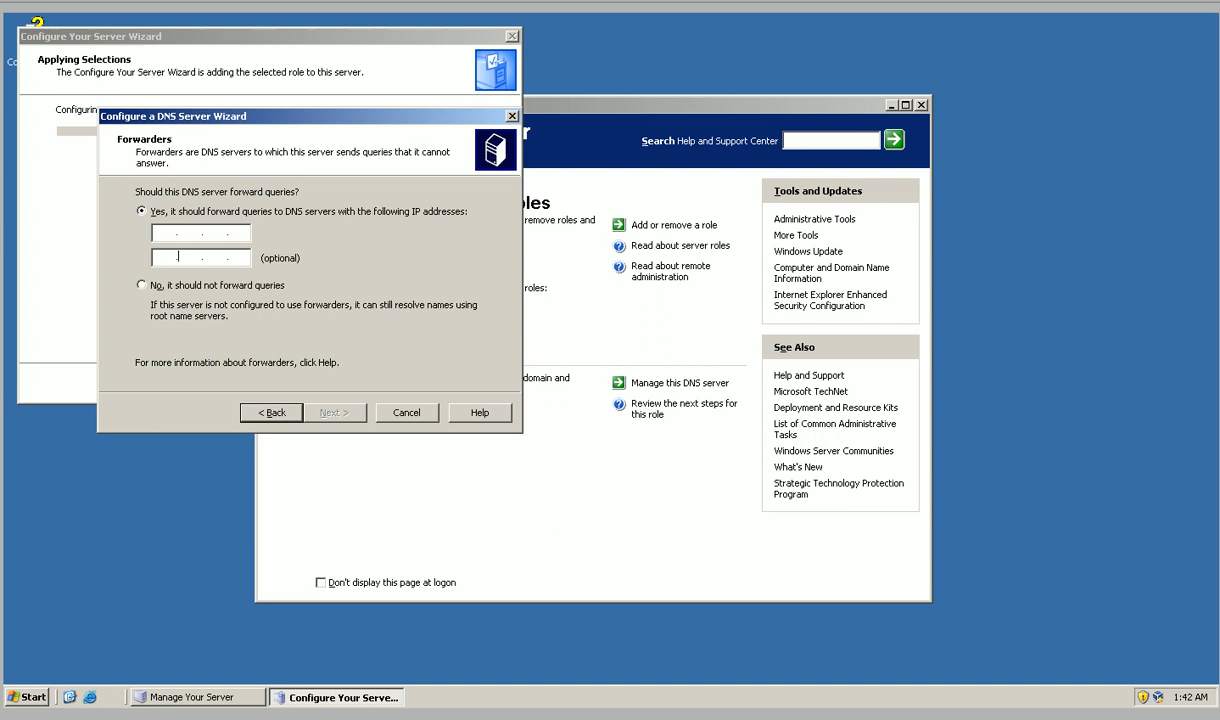 Configure Your Server Wizard
Applying Selections
The Configure Your Server Wizard is adding the selected role to this server.
Configure a DNS Server Wizard
Forwarders
Forwarders are DNS servers to which this server sends queries that it cannot
answer.
Should this DNS server forward queries?
Yes, it should forward queries to DNS servers with the following IP addresses:
. . .
. . .
(optional)
No, it should not forward queries
If this server is not configured to use forwarders, it can still resolve names using
root name servers.
For more information about forwarders, click Help.
< Back
Next >
Cancel
Help
Search Help and Support Center
remove roles and
roles:
domain and
Add or remove a role
Read about server roles
Read about remote
administration
Manage this DNS server
Review the next steps for
this role
Tools and Updates
Administrative Tools
More Tools
Windows Update
Computer and Domain Name
Information
Internet Explorer Enhanced
Security Configuration
See Also
Help and Support
Microsoft TechNet
Deployment and Resource Kits
List of Common Administrative
Tasks
Windows Server Communities
What's New
Strategic Technology Protection
Program
Don't display this page at logon
Start
Manage Your Server
Configure Your Serve...
1:42 AM